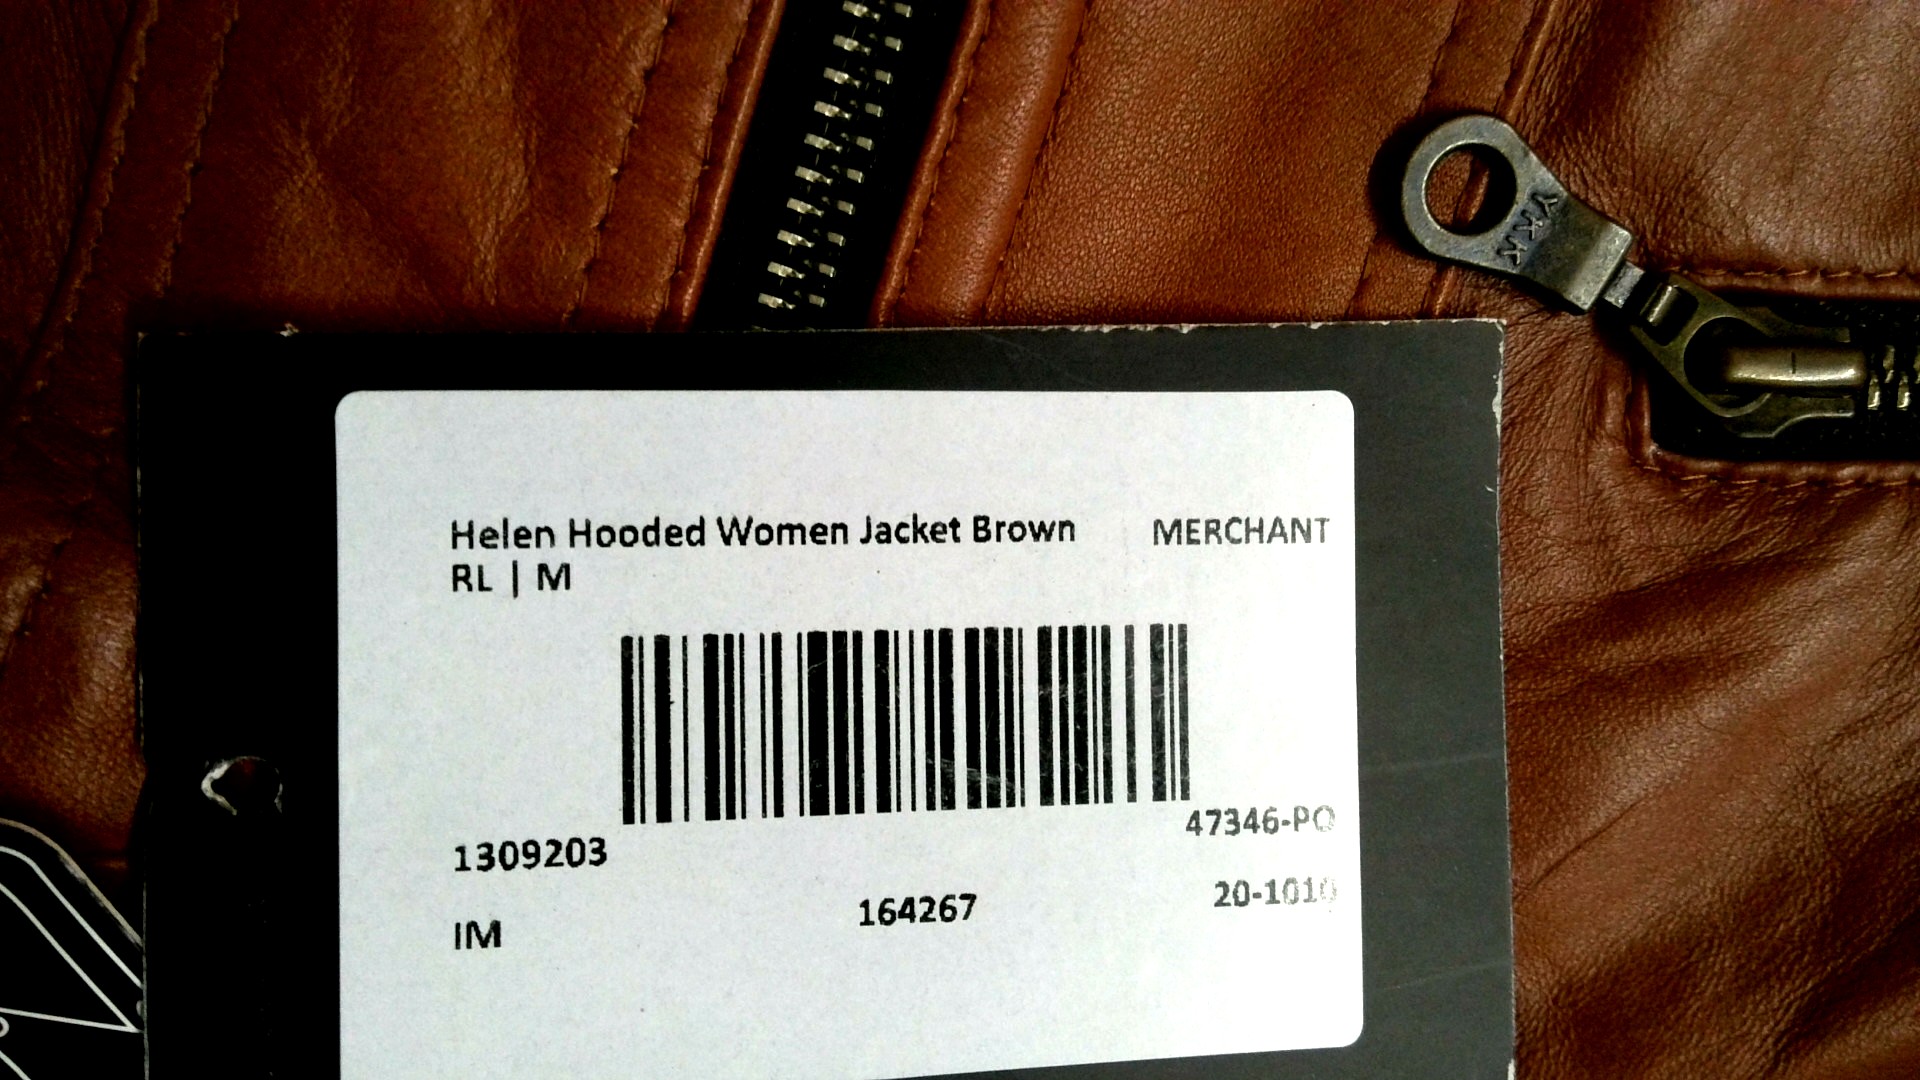 YKK
Helen Hooded Women Jacket Brown MERCHANT
RL | M
47346-PO
1309203
20-1010
164267
IM